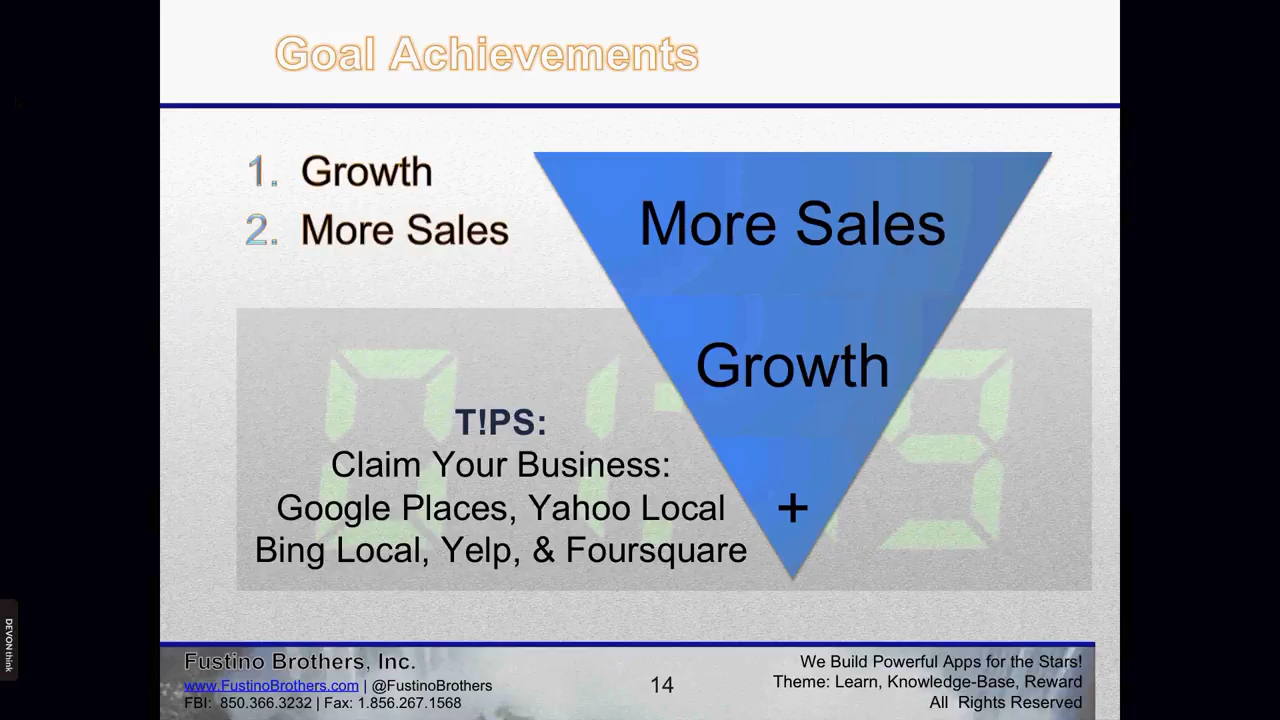 Goal Achievements
1. Growth
2. More Sales
More Sales
Growth
+
T!PS:
Claim Your Business:
Google Places, Yahoo Local
Bing Local, Yelp, & Foursquare
Fustino Brothers, Inc.
www.FustinoBrothers.com | @FustinoBrothers
FBI: 850.366.3232 | Fax: 1.856.267.1568
14
We Build Powerful Apps for the Stars!
Theme: Learn, Knowledge-Base, Reward
All Rights Reserved
DEVONthink